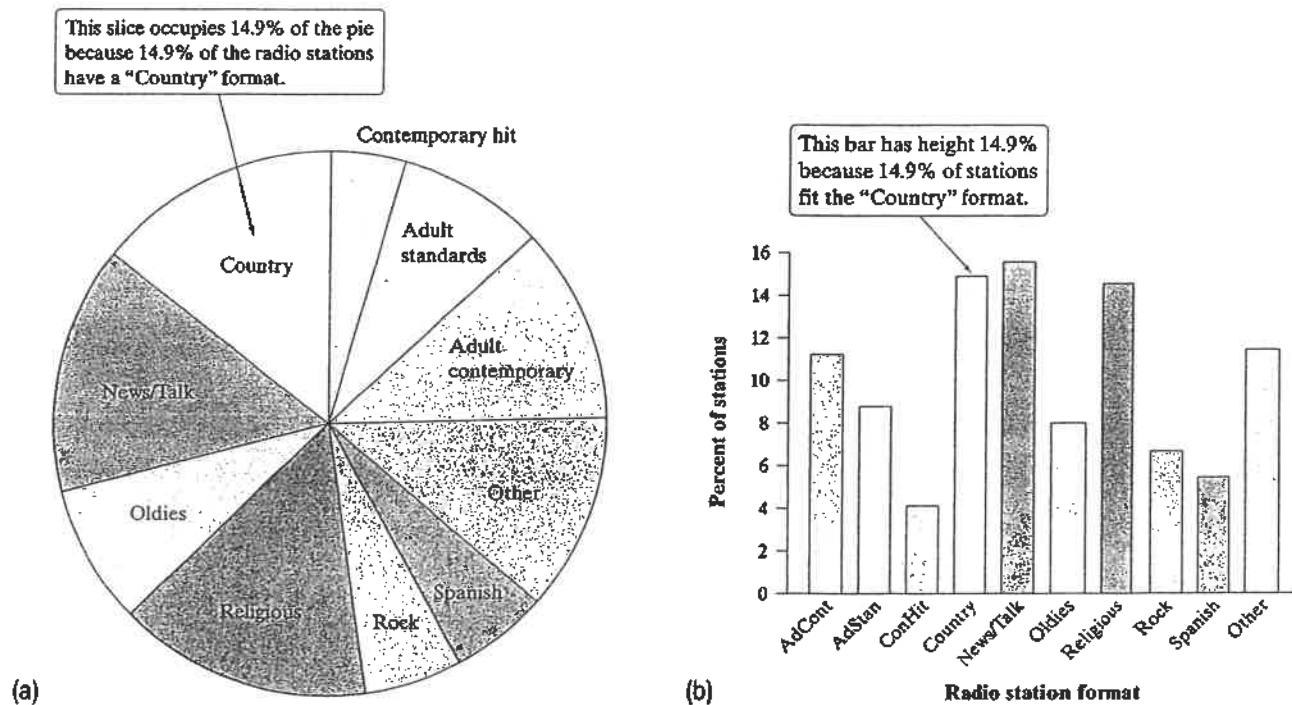 This slice occupies 14.9% of the pie
because 14.9% of the radio stations
have a “Country” format.
Contemporary hit
Adult
standards
Country
Adult
contemporary
News/Talk
Other
Oldies
Spanish
Religious
Rock
(a)
This bar has height 14.9%
because 14.9% of stations
fit the “Country” format.
Percent of stations
16
14
12
10
8
6
4
2
0
AdCont
AdStan
ConHit
Country
News/Talk
Oldies
Religious
Rock
Spanish
Other
(b)
Radio station format